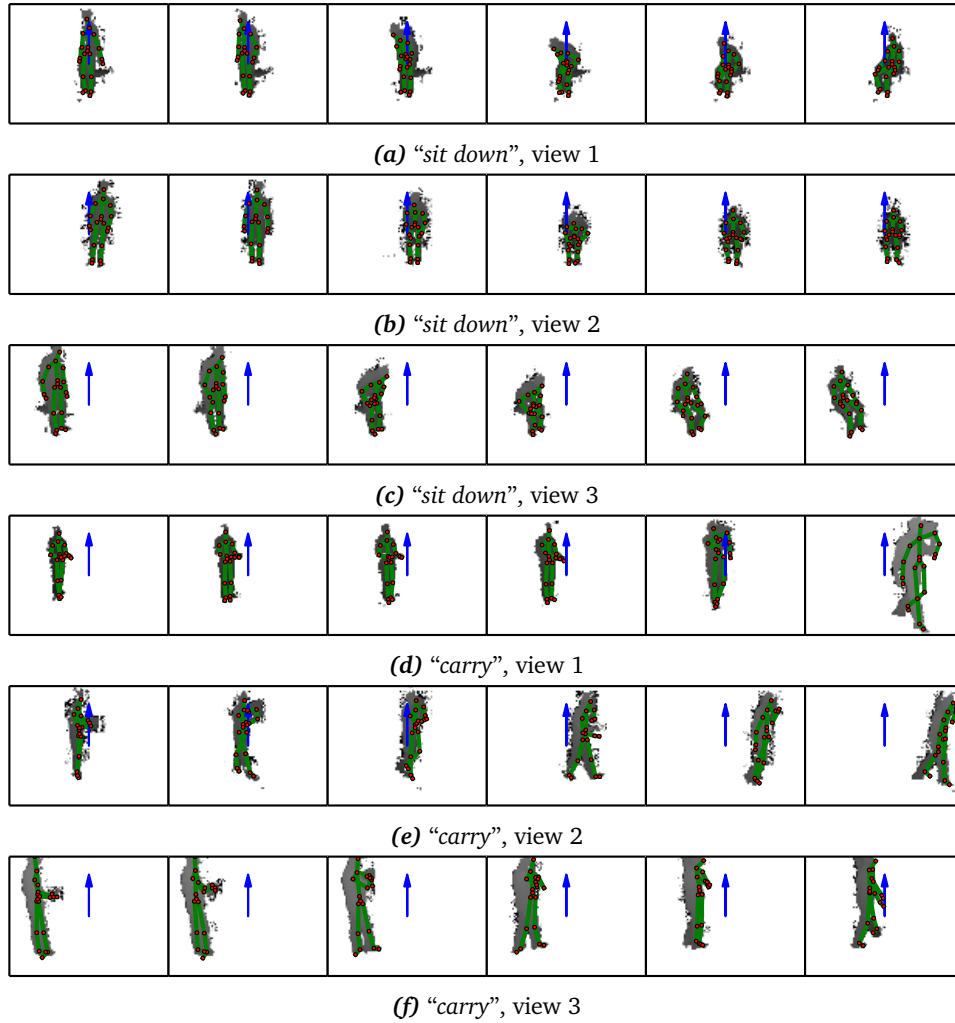 (a) “sit down”, view 1
(b) “sit down”, view 2
(c) “sit down”, view 3
(d) “carry”, view 1
(e) “carry”, view 2
(f) “carry”, view 3